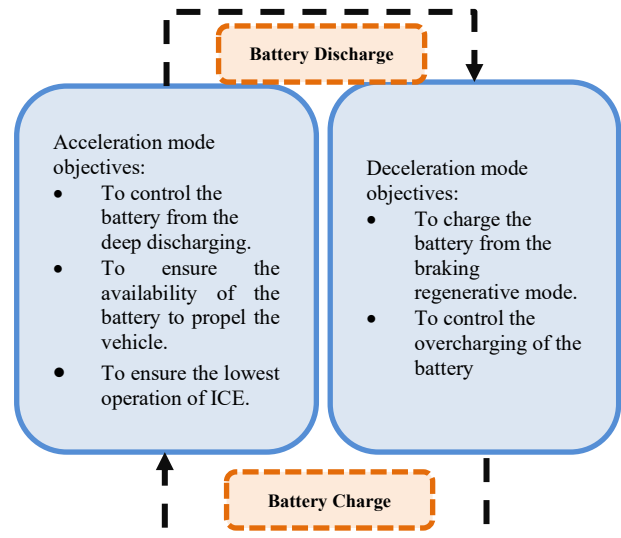 Battery Discharge
Acceleration mode
objectives:
• To control the
battery from the
deep discharging.
• To ensure the
availability of the
battery to propel the
vehicle.
• To ensure the lowest
operation of ICE.
Deceleration mode
objectives:
• To charge the
battery from the
braking
regenerative mode.
• To control the
overcharging of the
battery
Battery Charge